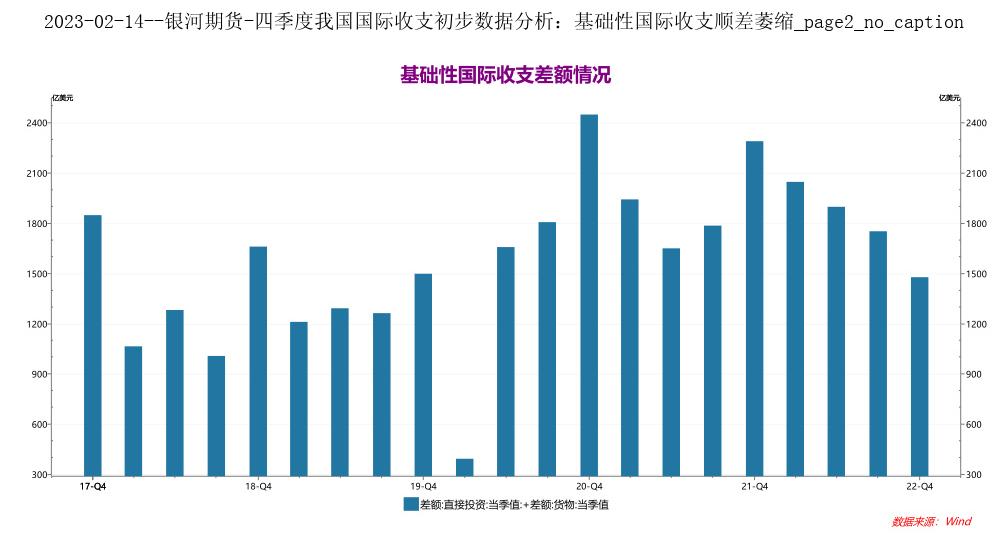 2023-02-14--银河期货-四季度我国国际收支初步数据分析：基础性国际收支顺差萎缩_page2_no_caption
基础性国际收支差额情况
亿美元 亿美元
2400 2400
2100 2100
1800 1800
1500 1500
1200 1200
900 900
600 600
300 300
17-Q4 18-Q4 19-Q4 20-Q4 21-Q4 22-Q4
差额:直接投资:当季值:+差额:货物:当季值
数据来源：Wind